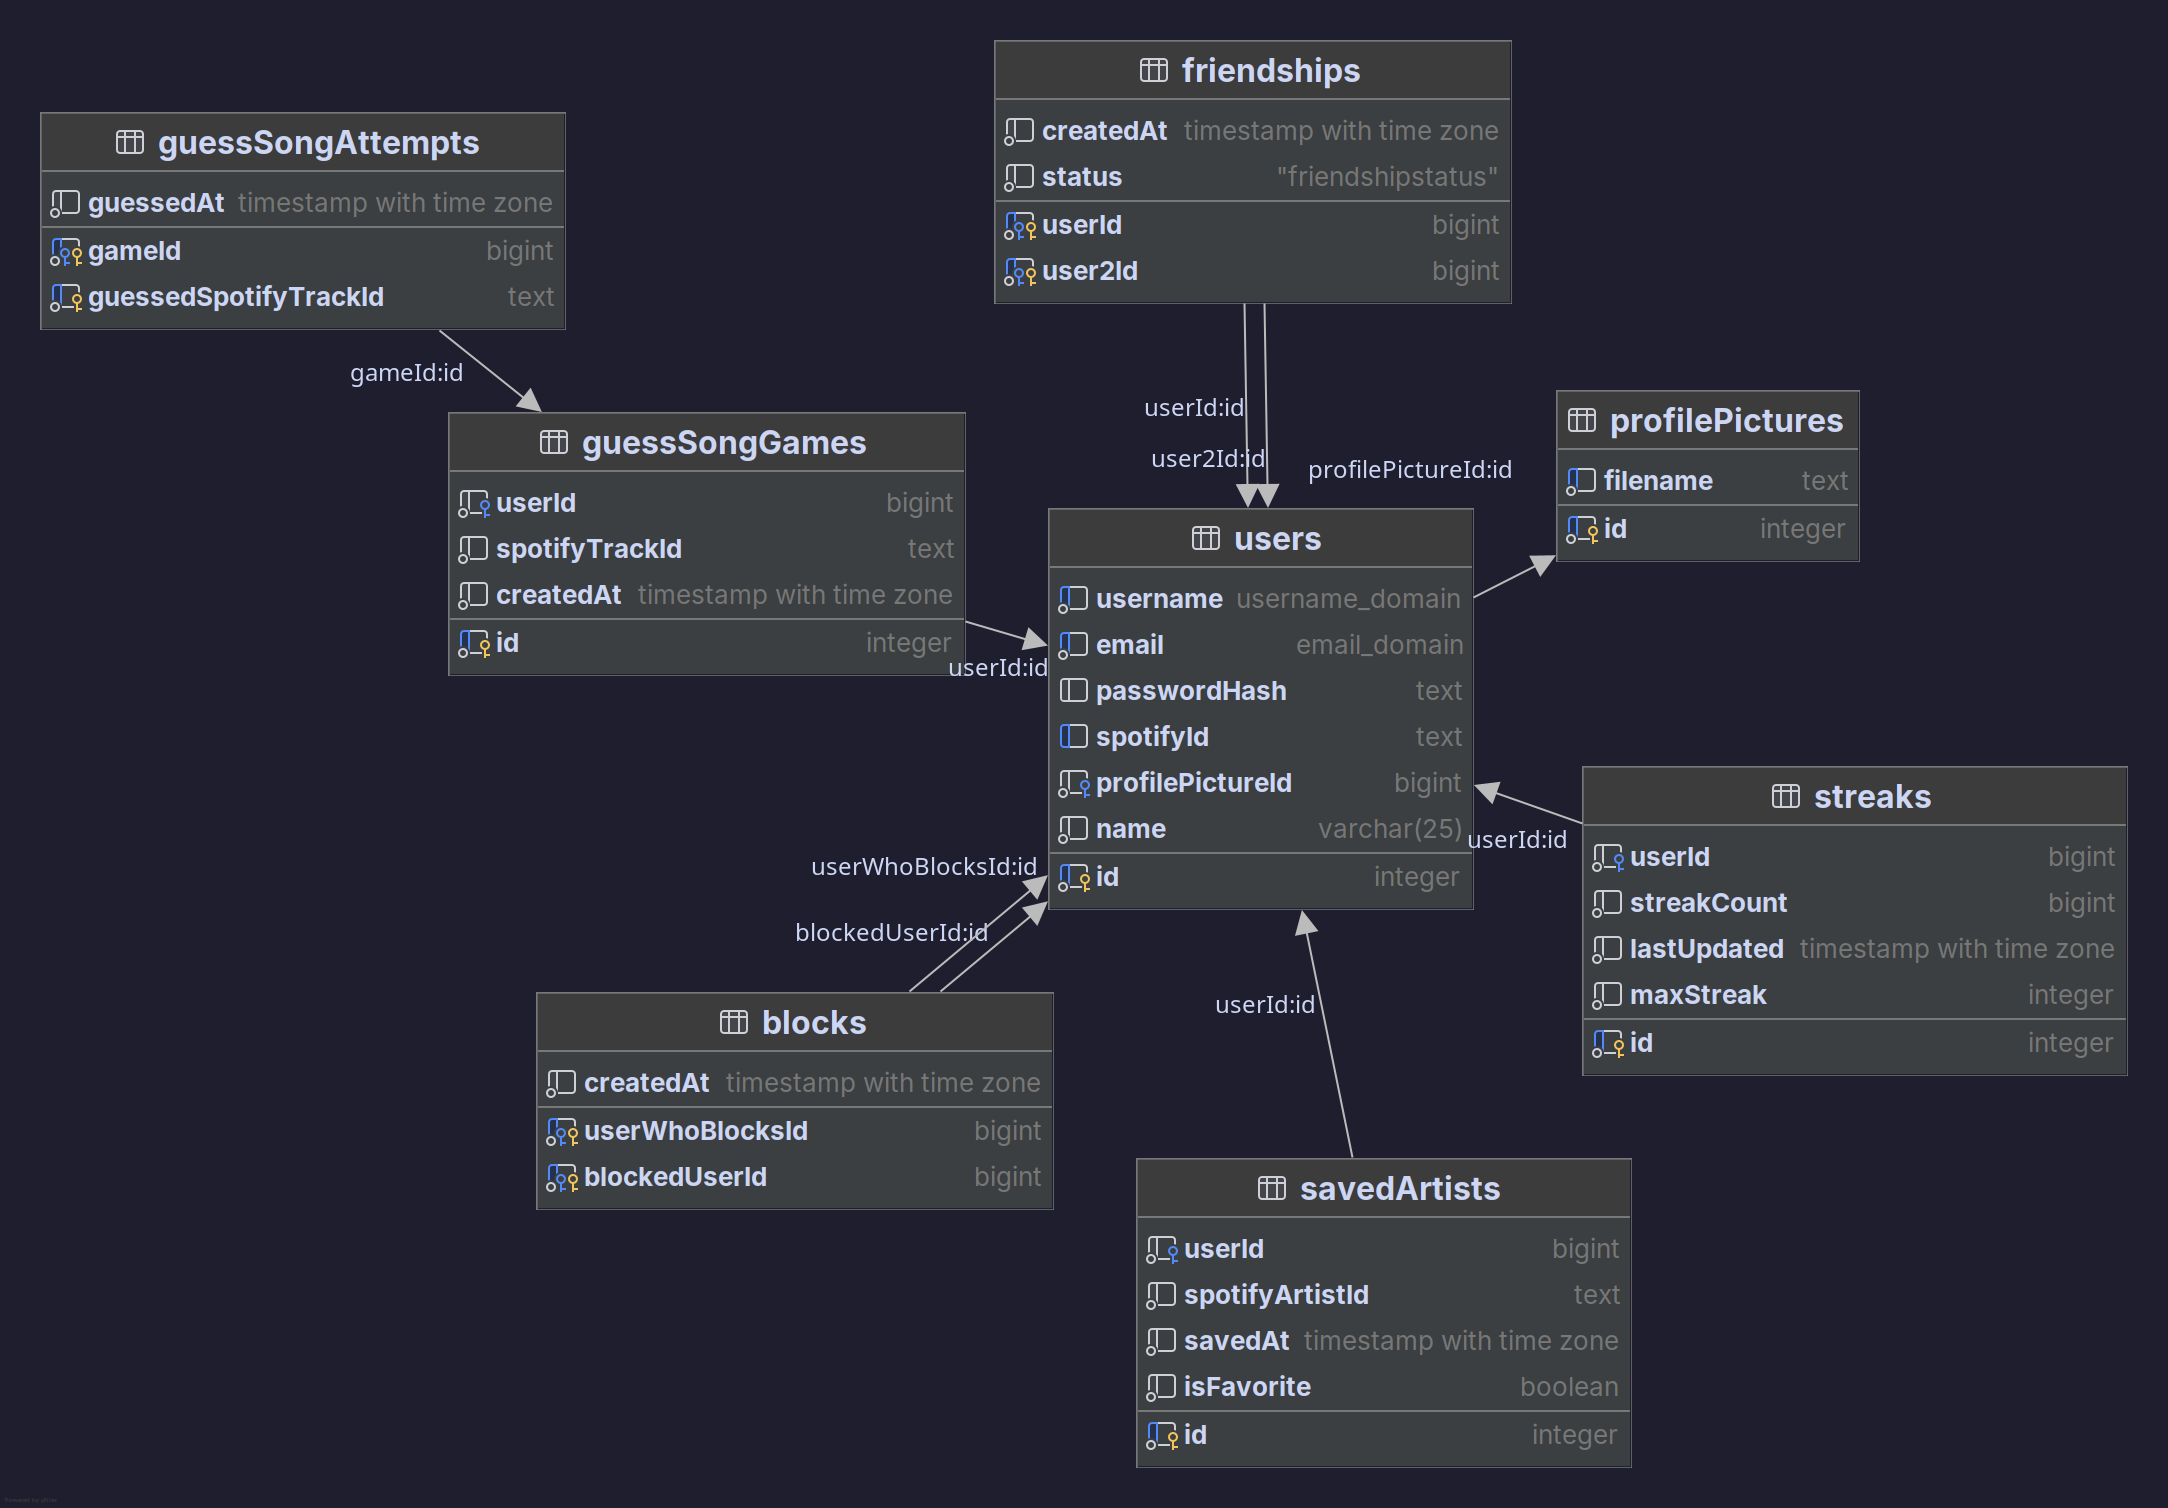 friendships
createdAt timestamp with time zone
status "friendshipstatus"
userId bigint
user2Id bigint
guessSongAttempts
guessedAt timestamp with time zone
gameId bigint
guessedSpotifyTrackId text
gameId:id
userId:id
user2Id:id
profilePictureId:id
profilePictures
filename text
id integer
guessSongGames
userId bigint
spotifyTrackId text
createdAt timestamp with time zone
id integer
userId:id
users
username username_domain
email email_domain
passwordHash text
spotifyId text
profilePictureId bigint
name varchar(25)
id integer
streaks
userId bigint
streakCount bigint
lastUpdated timestamp with time zone
maxStreak integer
id integer
userId:id
userWhoBlocksId:id
blockedUserId:id
blocks
createdAt timestamp with time zone
userWhoBlocksId bigint
blockedUserId bigint
userId:id
savedArtists
userId bigint
spotifyArtistId text
savedAt timestamp with time zone
isFavorite boolean
id integer